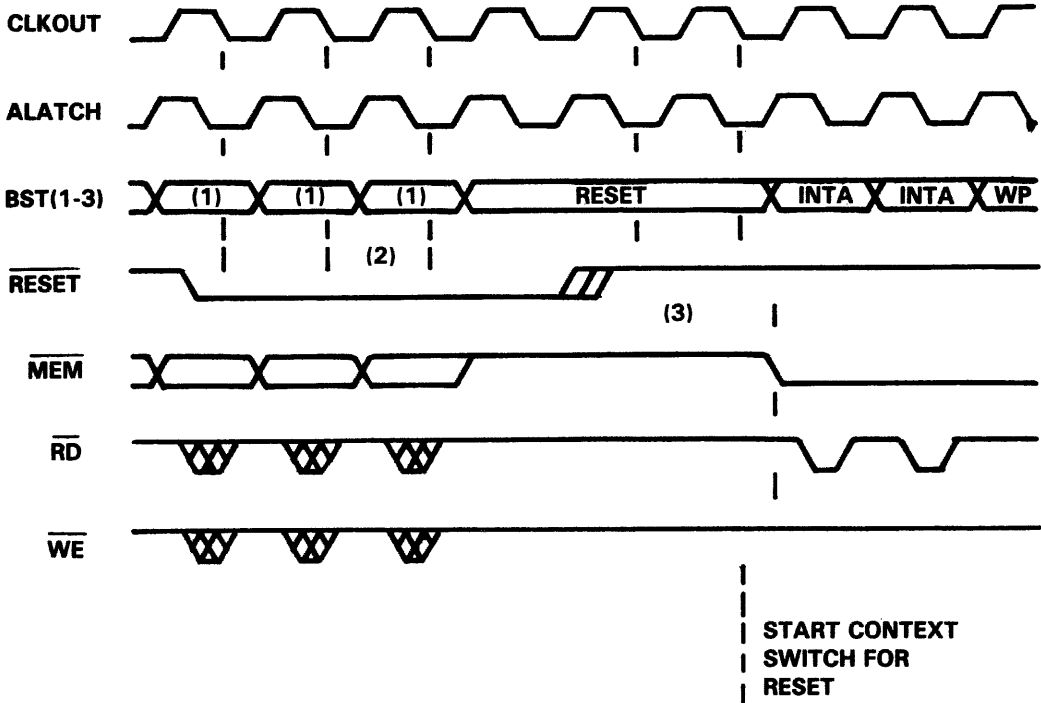 CLKOUT
ALATCH
BST(1-3) (1) (1) (1) RESET INTA INTA WP
(2)
RESET
(3)
MEM
RD
WE
START CONTEXT
SWITCH FOR
RESET